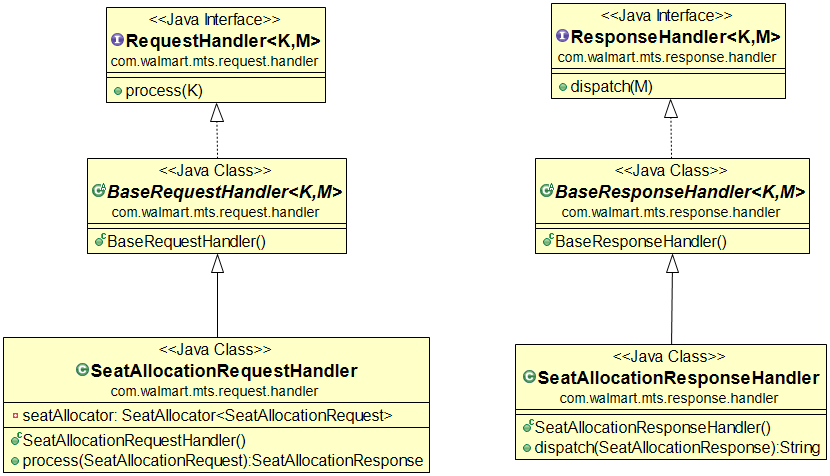 <<Java Interface>>
RequestHandler<K,M>
com.walmart.mts.request.handler
process(K)
<<Java Class>>
BaseRequestHandler<K,M>
com.walmart.mts.request.handler
BaseRequestHandler()
<<Java Class>>
SeatAllocationRequestHandler
com.walmart.mts.request.handler
seatAllocator: SeatAllocator<SeatAllocationRequest>
SeatAllocationRequestHandler()
process(SeatAllocationRequest):SeatAllocationResponse
<<Java Interface>>
ResponseHandler<K,M>
com.walmart.mts.response.handler
dispatch(M)
<<Java Class>>
BaseResponseHandler<K,M>
com.walmart.mts.response.handler
BaseResponseHandler()
<<Java Class>>
SeatAllocationResponseHandler
com.walmart.mts.response.handler
SeatAllocationResponseHandler()
dispatch(SeatAllocationResponse):String